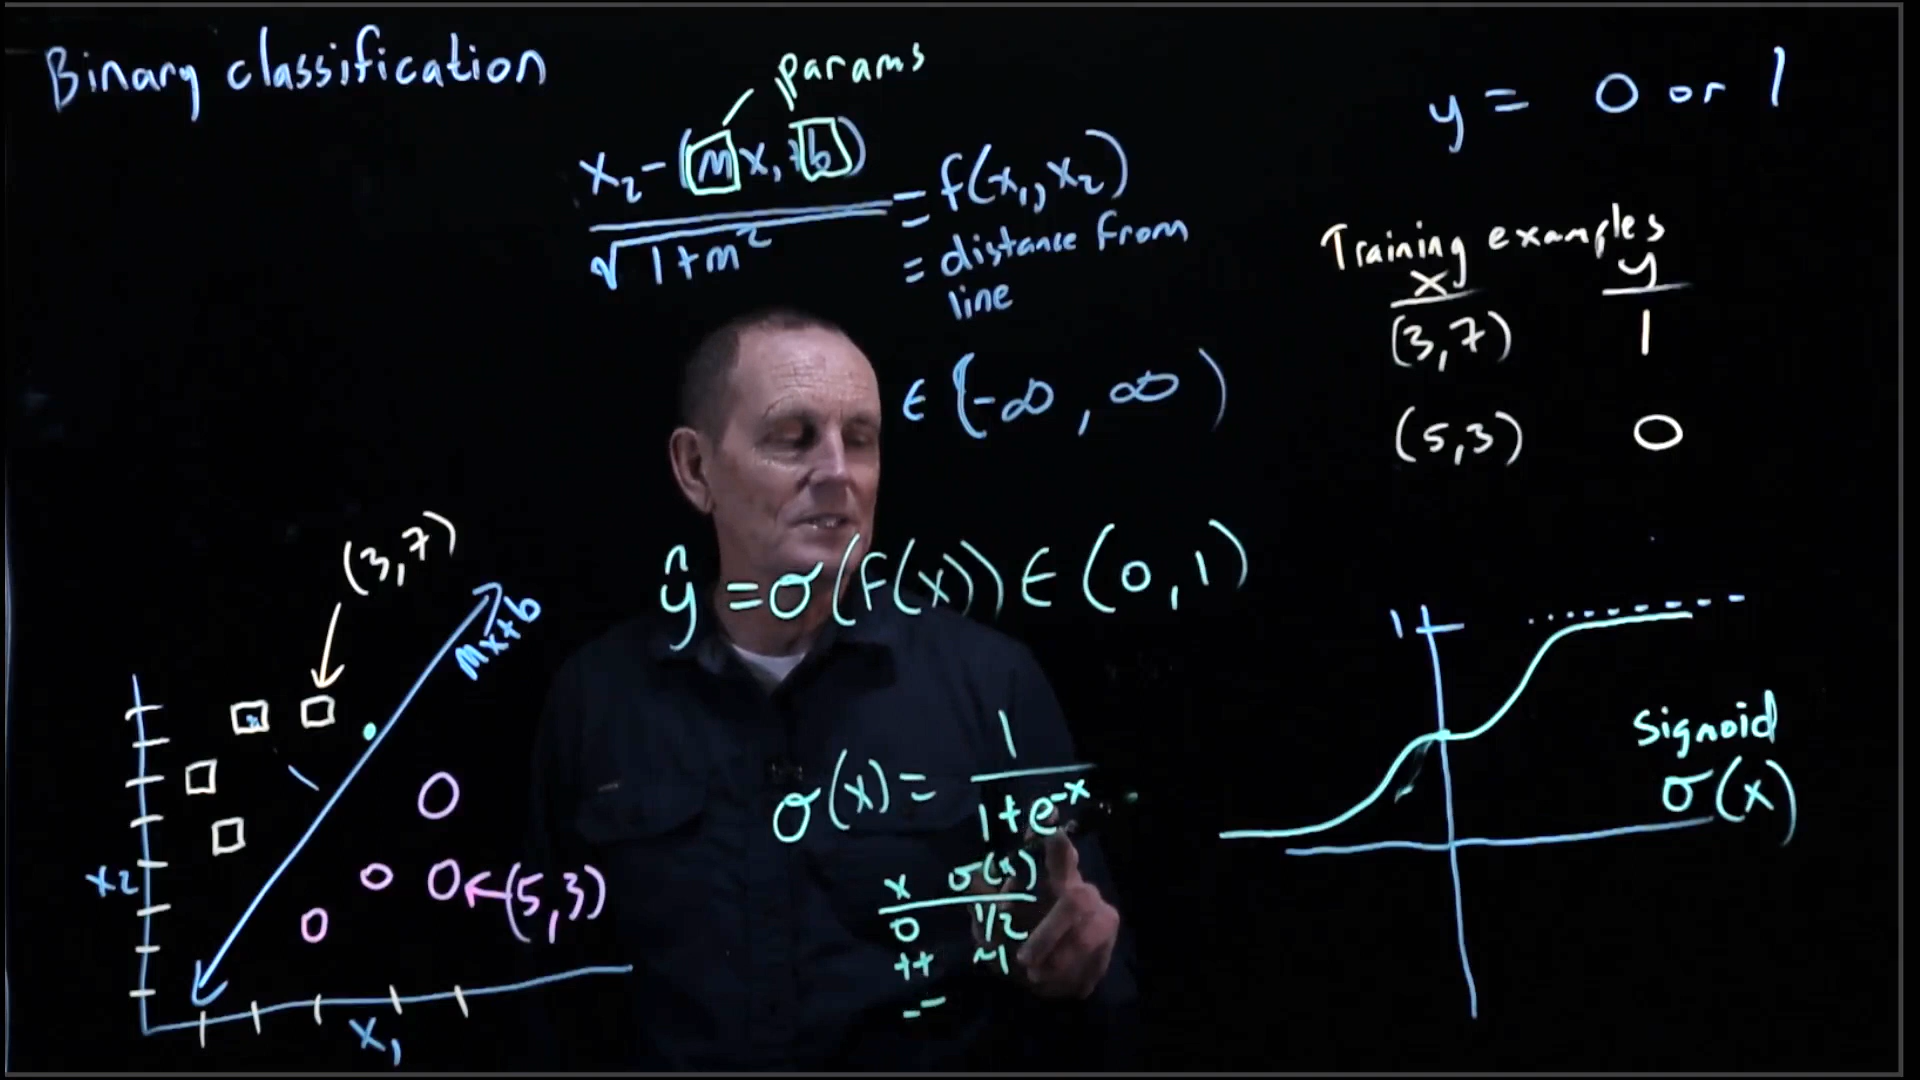 Binary classification
params
x₂ - (mx₁ + b)
√1+m²
= f(x₁, x₂)
= distance from
line
∈ (-∞, ∞)
y = 0 or 1
Training examples
x y
(3,7) 1
(5,3) 0
ŷ = σ(f(x)) ∈ (0, 1)
σ(x) = 1
1+e^-x
x σ(x)
0 1/2
++ ~1
--
(3,7)
mx+b
(5,3)
x₂
x₁
1
sigmoid
σ(x)